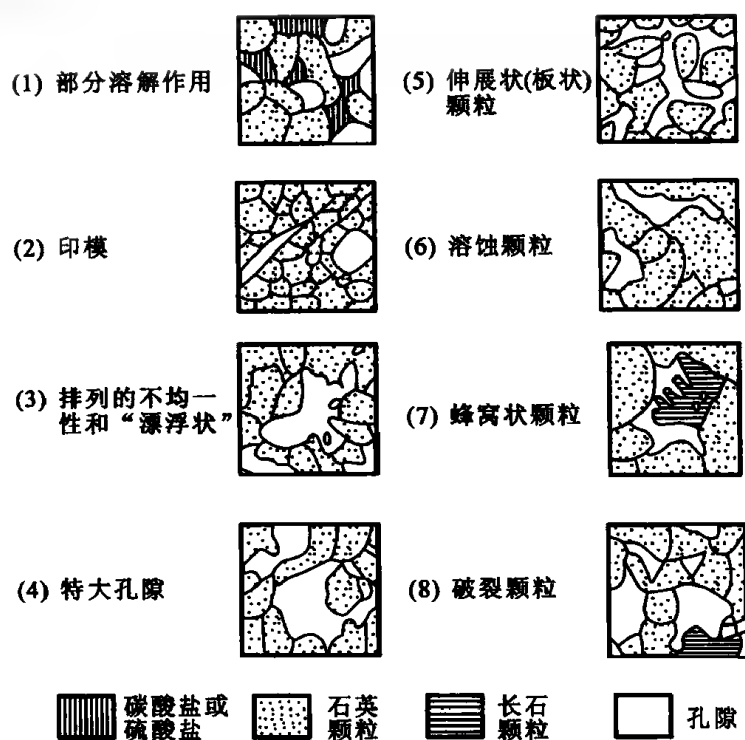 (1) 部分溶解作用
(2) 印模
(3) 排列的不均一
性和“漂浮状”
(4) 特大孔隙
(5) 伸展状(板状)
颗粒
(6) 溶蚀颗粒
(7) 蜂窝状颗粒
(8) 破裂颗粒
碳酸盐或
硫酸盐
石英
颗粒
长石
颗粒
孔隙